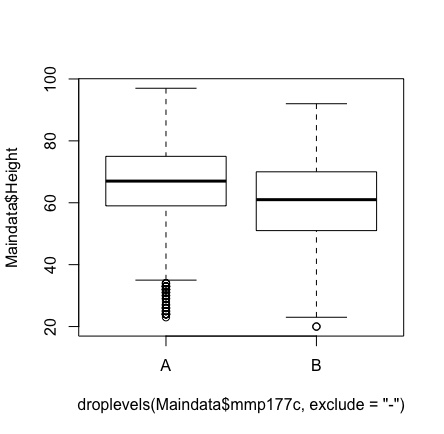 100
80
60
40
20
Maindata$Height
A
B
droplevels(Maindata$mmp177c, exclude = "-")